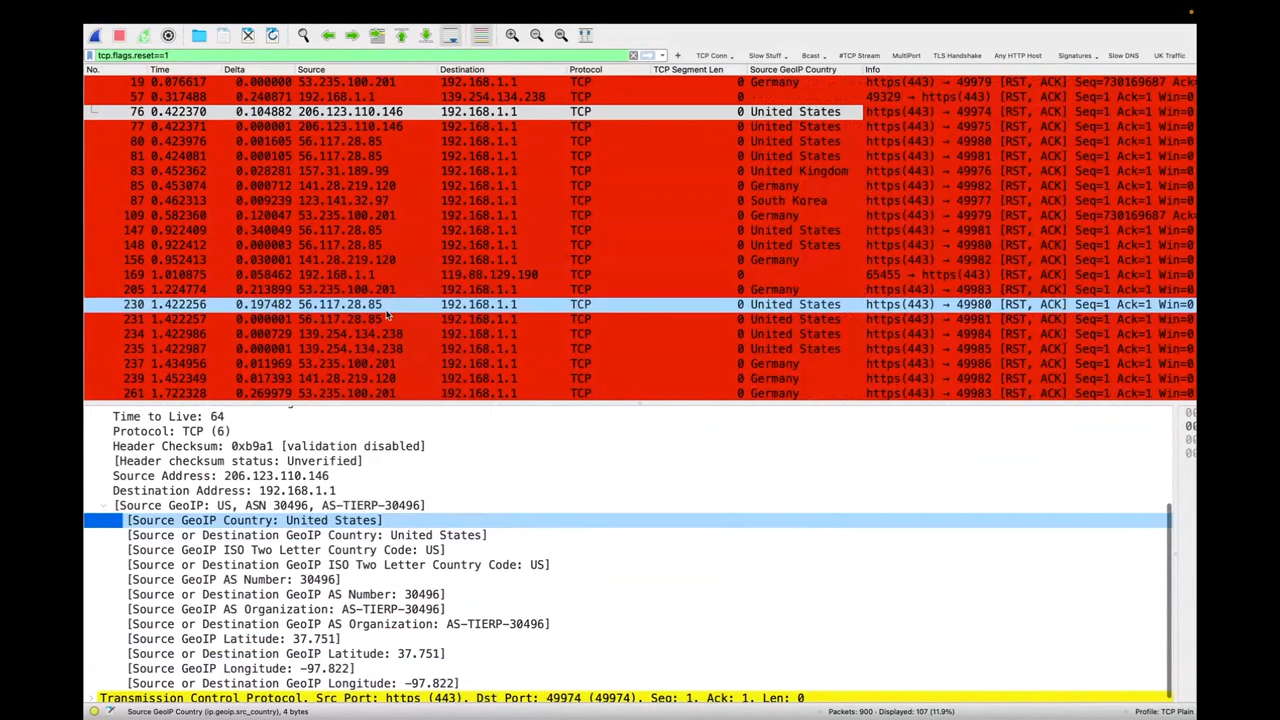 tcp.flags.reset==1
+ TCP Conn Slow Stuff Bcast #TCP Stream MultiPort TLS Handshake Any HTTP Host Signatures Slow DNS UK Traffic
No. Time Delta Source Destination Protocol TCP Segment Len Source GeoIP Country Info
19 0.076617 0.000000 53.235.100.201 192.168.1.1 TCP 0 Germany https(443) → 49979 [RST, ACK] Seq=730169687 Ack=
57 0.317488 0.240871 192.168.1.1 139.254.134.238 TCP 0 49329 → https(443) [RST, ACK] Seq=1 Ack=1 Win=0
76 0.422370 0.104882 206.123.110.146 192.168.1.1 TCP 0 United States https(443) → 49974 [RST, ACK] Seq=1 Ack=1 Win=0
77 0.422371 0.000001 206.123.110.146 192.168.1.1 TCP 0 United States https(443) → 49975 [RST, ACK] Seq=1 Ack=1 Win=0
80 0.423976 0.001605 56.117.28.85 192.168.1.1 TCP 0 United States https(443) → 49980 [RST, ACK] Seq=1 Ack=1 Win=0
81 0.424081 0.000105 56.117.28.85 192.168.1.1 TCP 0 United States https(443) → 49981 [RST, ACK] Seq=1 Ack=1 Win=0
83 0.452362 0.028281 157.31.189.99 192.168.1.1 TCP 0 United Kingdom https(443) → 49976 [RST, ACK] Seq=1 Ack=1 Win=0
85 0.453074 0.000712 141.28.219.120 192.168.1.1 TCP 0 Germany https(443) → 49982 [RST, ACK] Seq=1 Ack=1 Win=0
87 0.462313 0.009239 123.141.32.97 192.168.1.1 TCP 0 South Korea https(443) → 49977 [RST, ACK] Seq=1 Ack=1 Win=0
109 0.582360 0.120047 53.235.100.201 192.168.1.1 TCP 0 Germany https(443) → 49979 [RST, ACK] Seq=730169687 Ack=
147 0.922409 0.340049 56.117.28.85 192.168.1.1 TCP 0 United States https(443) → 49981 [RST, ACK] Seq=1 Ack=1 Win=0
148 0.922412 0.000003 56.117.28.85 192.168.1.1 TCP 0 United States https(443) → 49980 [RST, ACK] Seq=1 Ack=1 Win=0
156 0.952413 0.030001 141.28.219.120 192.168.1.1 TCP 0 Germany https(443) → 49982 [RST, ACK] Seq=1 Ack=1 Win=0
169 1.010875 0.058462 192.168.1.1 119.88.129.190 TCP 0 65455 → https(443) [RST, ACK] Seq=1 Ack=1 Win=0
205 1.224774 0.213899 53.235.100.201 192.168.1.1 TCP 0 Germany https(443) → 49983 [RST, ACK] Seq=1 Ack=1 Win=0
230 1.422256 0.197482 56.117.28.85 192.168.1.1 TCP 0 United States https(443) → 49980 [RST, ACK] Seq=1 Ack=1 Win=0
231 1.422257 0.000001 56.117.28.85 192.168.1.1 TCP 0 United States https(443) → 49981 [RST, ACK] Seq=1 Ack=1 Win=0
234 1.422986 0.000729 139.254.134.238 192.168.1.1 TCP 0 United States https(443) → 49984 [RST, ACK] Seq=1 Ack=1 Win=0
235 1.422987 0.000001 139.254.134.238 192.168.1.1 TCP 0 United States https(443) → 49985 [RST, ACK] Seq=1 Ack=1 Win=0
237 1.434956 0.011969 53.235.100.201 192.168.1.1 TCP 0 Germany https(443) → 49986 [RST, ACK] Seq=1 Ack=1 Win=0
239 1.452349 0.017393 141.28.219.120 192.168.1.1 TCP 0 Germany https(443) → 49982 [RST, ACK] Seq=1 Ack=1 Win=0
261 1.722328 0.269979 53.235.100.201 192.168.1.1 TCP 0 Germany https(443) → 49983 [RST, ACK] Seq=1 Ack=1 Win=0
Time to Live: 64
Protocol: TCP (6)
Header Checksum: 0xb9a1 [validation disabled]
[Header checksum status: Unverified]
Source Address: 206.123.110.146
Destination Address: 192.168.1.1
[Source GeoIP: US, ASN 30496, AS-TIERP-30496]
[Source GeoIP Country: United States]
[Source or Destination GeoIP Country: United States]
[Source GeoIP ISO Two Letter Country Code: US]
[Source or Destination GeoIP ISO Two Letter Country Code: US]
[Source GeoIP AS Number: 30496]
[Source or Destination GeoIP AS Number: 30496]
[Source GeoIP AS Organization: AS-TIERP-30496]
[Source or Destination GeoIP AS Organization: AS-TIERP-30496]
[Source GeoIP Latitude: 37.751]
[Source or Destination GeoIP Latitude: 37.751]
[Source GeoIP Longitude: -97.822]
[Source or Destination GeoIP Longitude: -97.822]
Transmission Control Protocol, Src Port: https (443), Dst Port: 49974 (49974), Seq: 1, Ack: 1, Len: 0
Source GeoIP Country (ip.geoip.src_country), 4 bytes Packets: 900 · Displayed: 107 (11.9%) Profile: TCP Plain